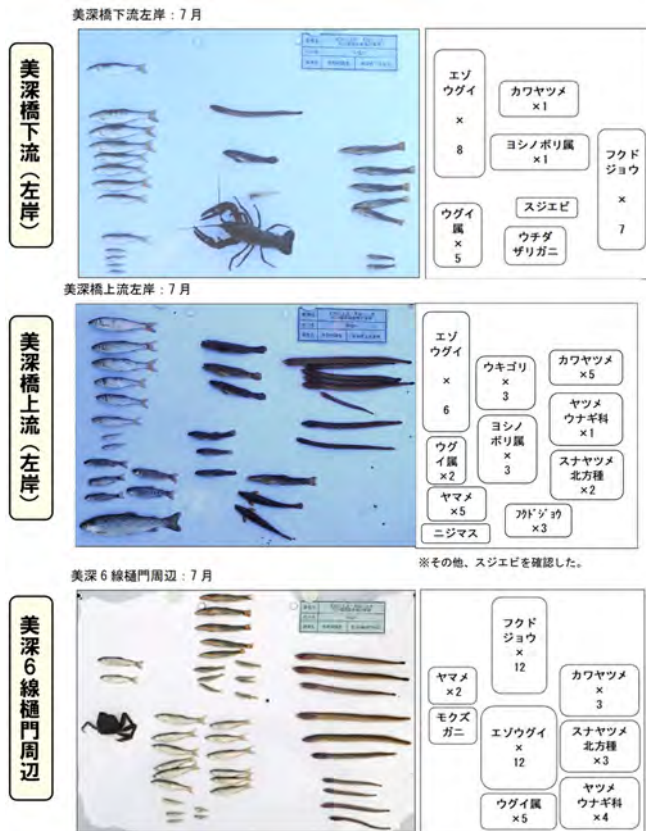 美深橋下流左岸：7月
美深橋下流（左岸）
エゾ
ウグイ
×
8
カワヤツメ
×1
ヨシノボリ属
×1
フクド
ジョウ
×
7
ウグイ
属
×
5
スジエビ
ウチダ
ザリガニ
美深橋上流左岸：7月
美深橋上流（左岸）
エゾ
ウグイ
×
6
ウキゴリ
×
3
カワヤツメ
×5
ヤツメ
ウナギ科
×1
ウグ
イ属
×2
ヨシノ
ボリ属
×
3
スナヤツメ
北方種
×2
ヤマメ
×5
フクドジョウ
×3
ニジマス
※その他、スジエビを確認した。
美深6線樋門周辺：7月
美深6線樋門周辺
フクド
ジョウ
×
12
ヤマメ
×2
カワヤツメ
×
3
モクズ
ガニ
エゾウグイ
×
12
スナヤツメ
北方種
×3
ウグイ属
×5
ヤツメ
ウナギ科
×4